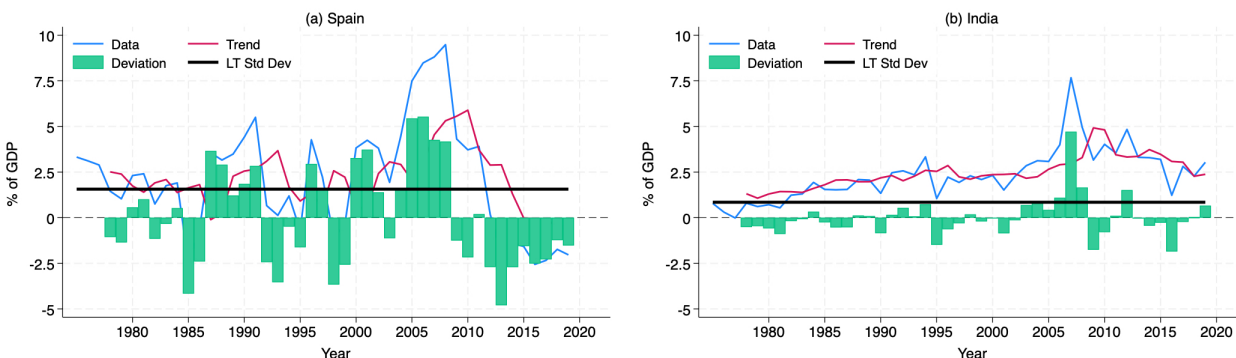 (a) Spain
Data
Trend
Deviation
LT Std Dev
% of GDP
10
7.5
5
2.5
0
-2.5
-5
1980 1985 1990 1995 2000 2005 2010 2015 2020
Year
(b) India
Data
Trend
Deviation
LT Std Dev
% of GDP
10
7.5
5
2.5
0
-2.5
-5
1980 1985 1990 1995 2000 2005 2010 2015 2020
Year